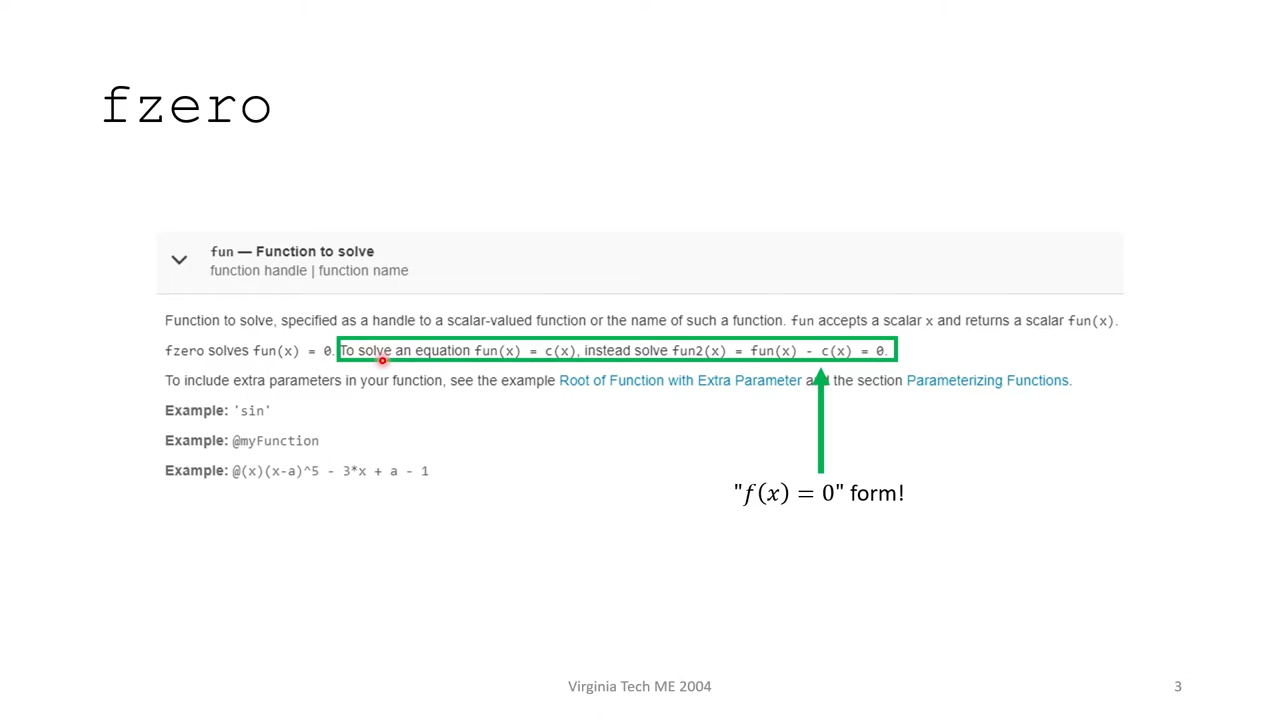 fzero
fun — Function to solve
function handle | function name
Function to solve, specified as a handle to a scalar-valued function or the name of such a function. fun accepts a scalar x and returns a scalar fun(x).
fzero solves fun(x) = 0. To solve an equation fun(x) = c(x), instead solve fun2(x) = fun(x) - c(x) = 0.
To include extra parameters in your function, see the example Root of Function with Extra Parameter and the section Parameterizing Functions.
Example: 'sin'
Example: @myFunction
Example: @(x)(x-a)^5 - 3*x + a - 1
"f(x) = 0" form!
Virginia Tech ME 2004
3